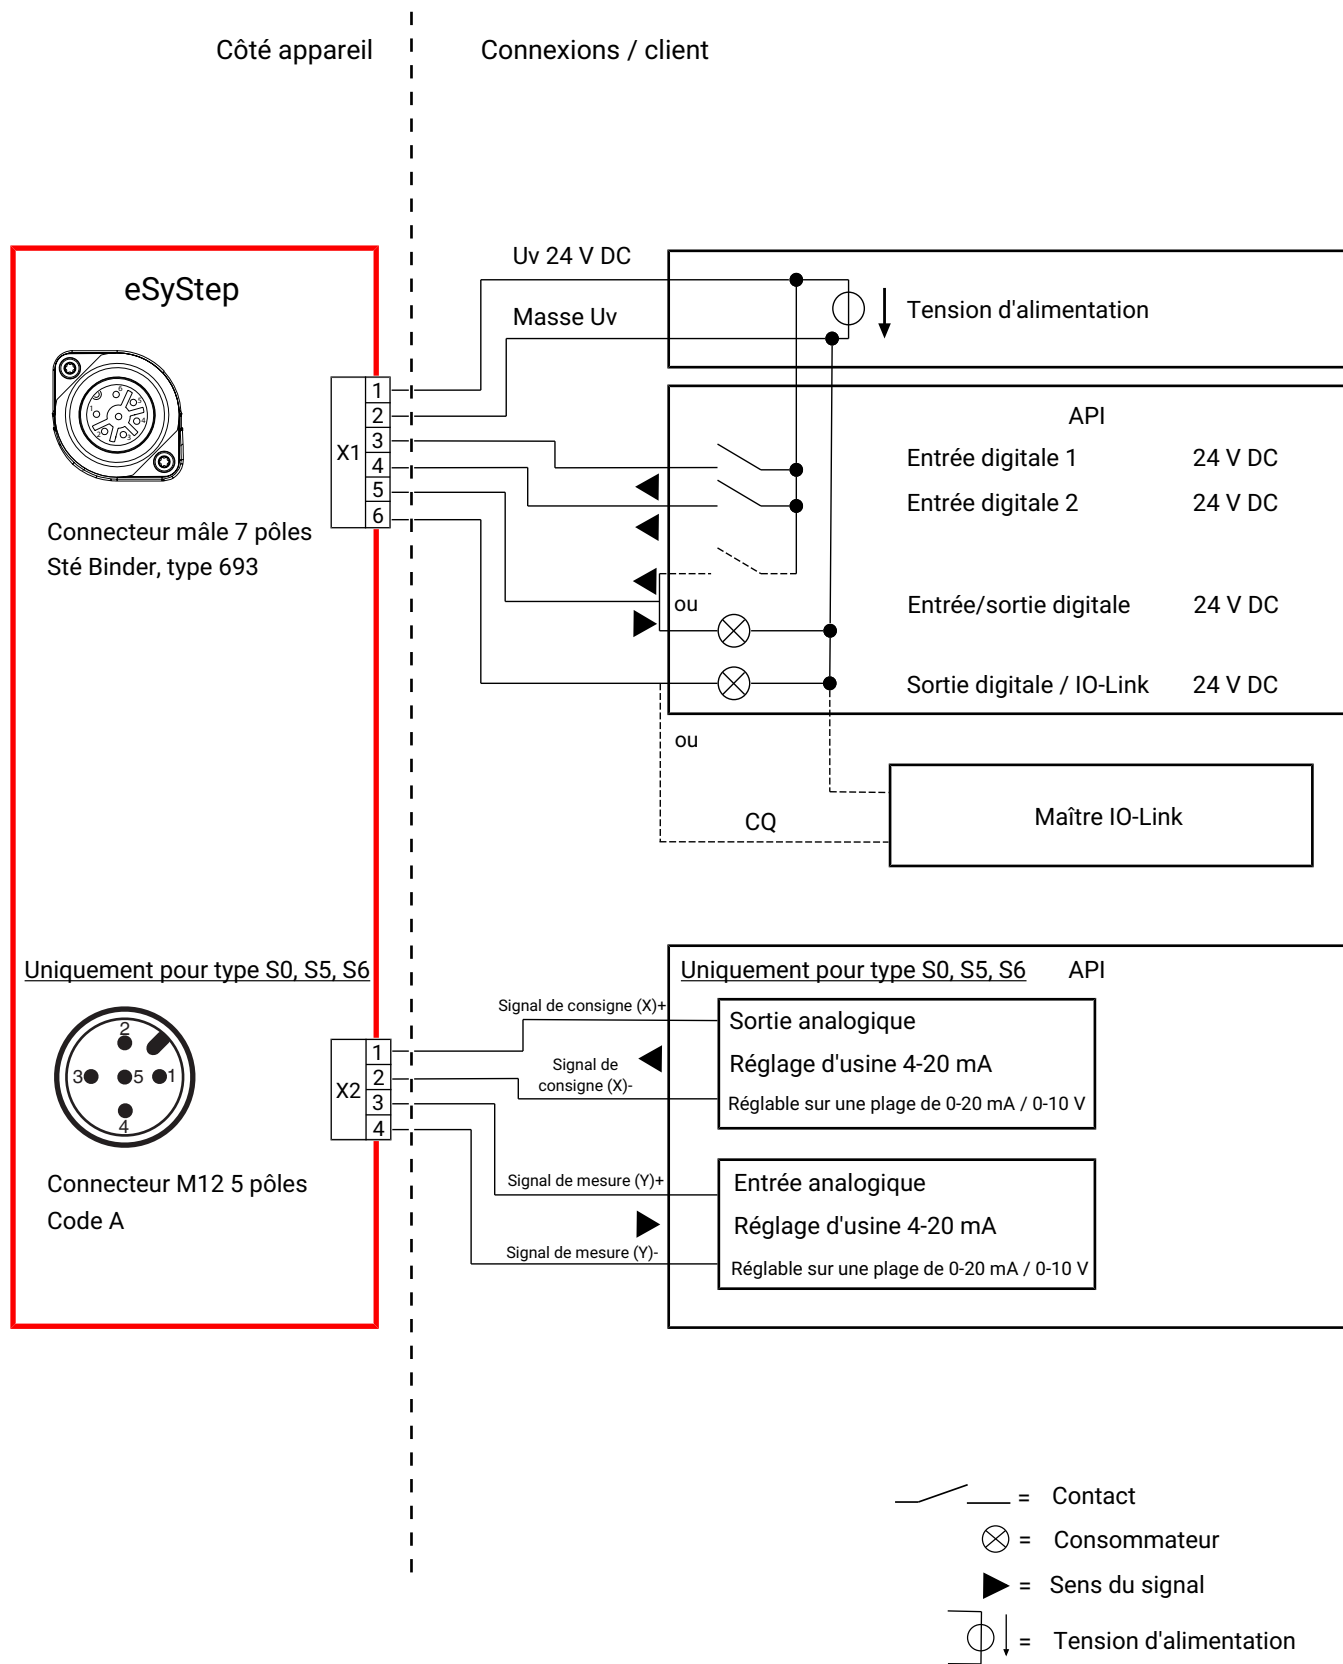 Côté appareil
Connexions / client
eSyStep
Uv 24 V DC
Masse Uv
Tension d'alimentation
X1
1
2
3
4
5
6
Connecteur mâle 7 pôles
Sté Binder, type 693
API
Entrée digitale 1 24 V DC
Entrée digitale 2 24 V DC
ou
Entrée/sortie digitale 24 V DC
Sortie digitale / IO-Link 24 V DC
ou
CQ
Maître IO-Link
Uniquement pour type S0, S5, S6
2
3 5 1
4
X2
1
2
3
4
Connecteur M12 5 pôles
Code A
Uniquement pour type S0, S5, S6 API
Signal de consigne (X)+
Signal de
consigne (X)-
Sortie analogique
Réglage d'usine 4-20 mA
Réglable sur une plage de 0-20 mA / 0-10 V
Signal de mesure (Y)+
Signal de mesure (Y)-
Entrée analogique
Réglage d'usine 4-20 mA
Réglable sur une plage de 0-20 mA / 0-10 V
= Contact
= Consommateur
= Sens du signal
= Tension d'alimentation